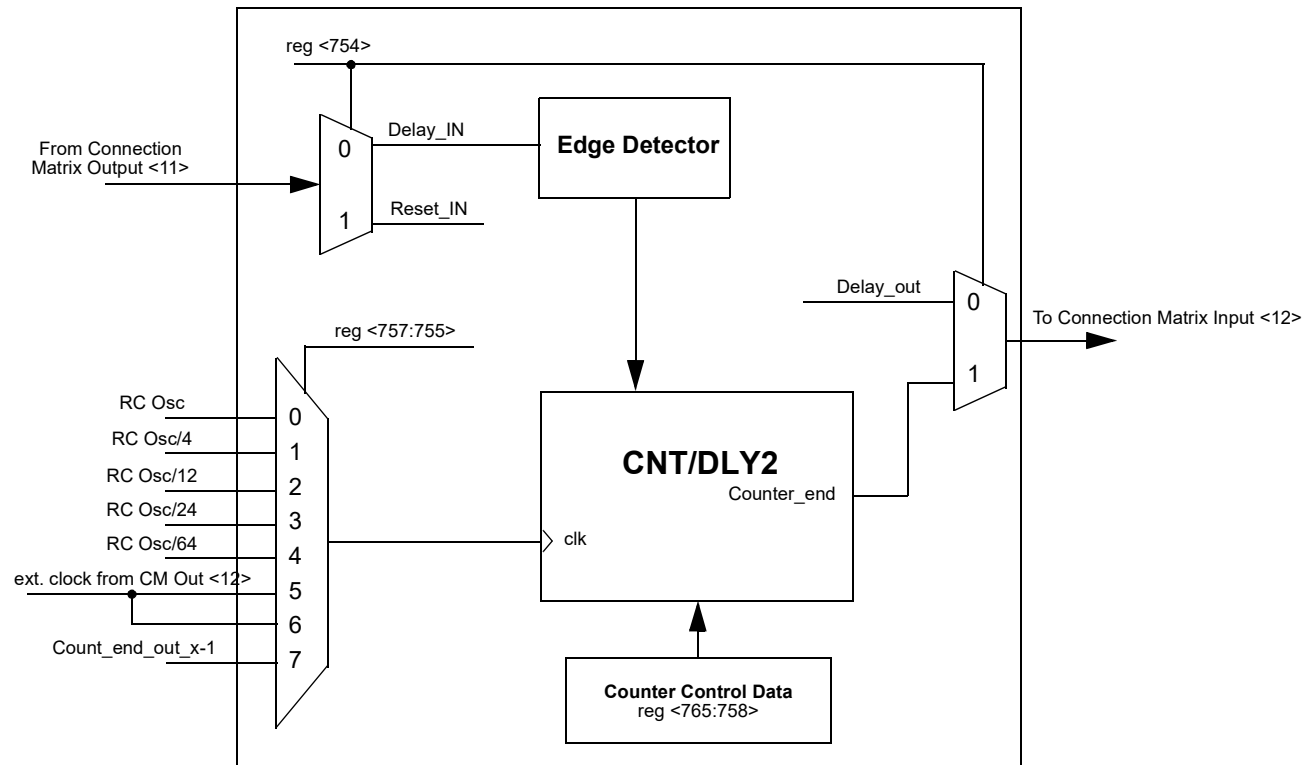 reg <754>
From Connection
Matrix Output <11>
0
1
Delay_IN
Reset_IN
Edge Detector
Delay_out
0
1
To Connection Matrix Input <12>
reg <757:755>
RC Osc
RC Osc/4
RC Osc/12
RC Osc/24
RC Osc/64
ext. clock from CM Out <12>
Count_end_out_x-1
0
1
2
3
4
5
6
7
CNT/DLY2
Counter_end
clk
Counter Control Data
reg <765:758>